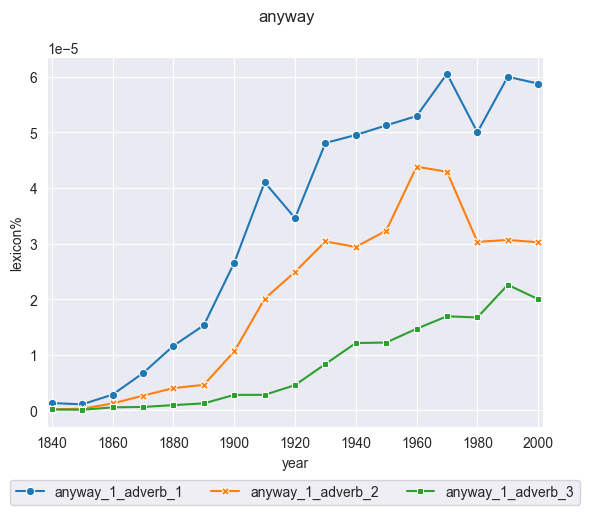 anyway
1e−5
6
5
4
3
2
1
0
lexicon%
1840 1860 1880 1900 1920 1940 1960 1980 2000
year
anyway_1_adverb_1 anyway_1_adverb_2 anyway_1_adverb_3